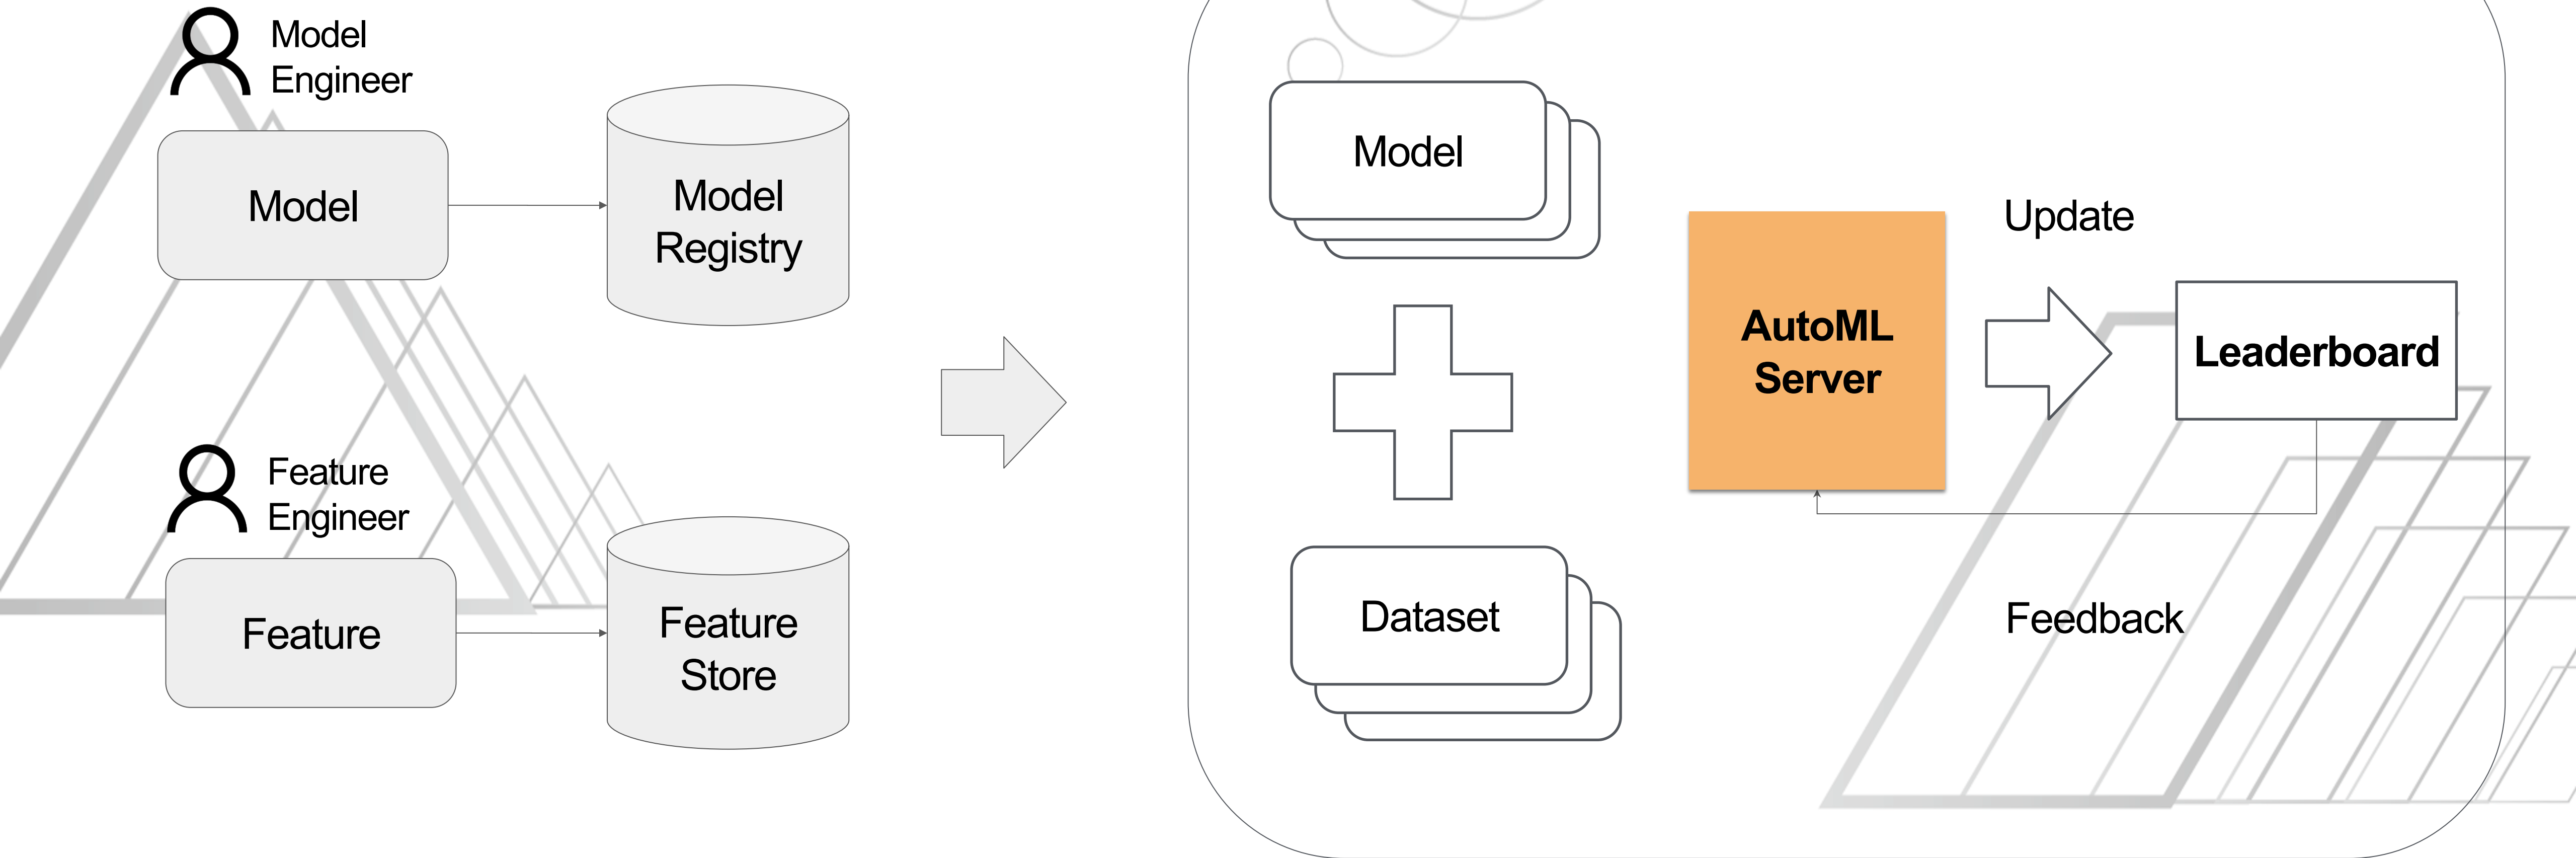 Model
Engineer
Model
Model
Registry
Feature
Engineer
Feature
Feature
Store
Model
Dataset
AutoML
Server
Update
Leaderboard
Feedback